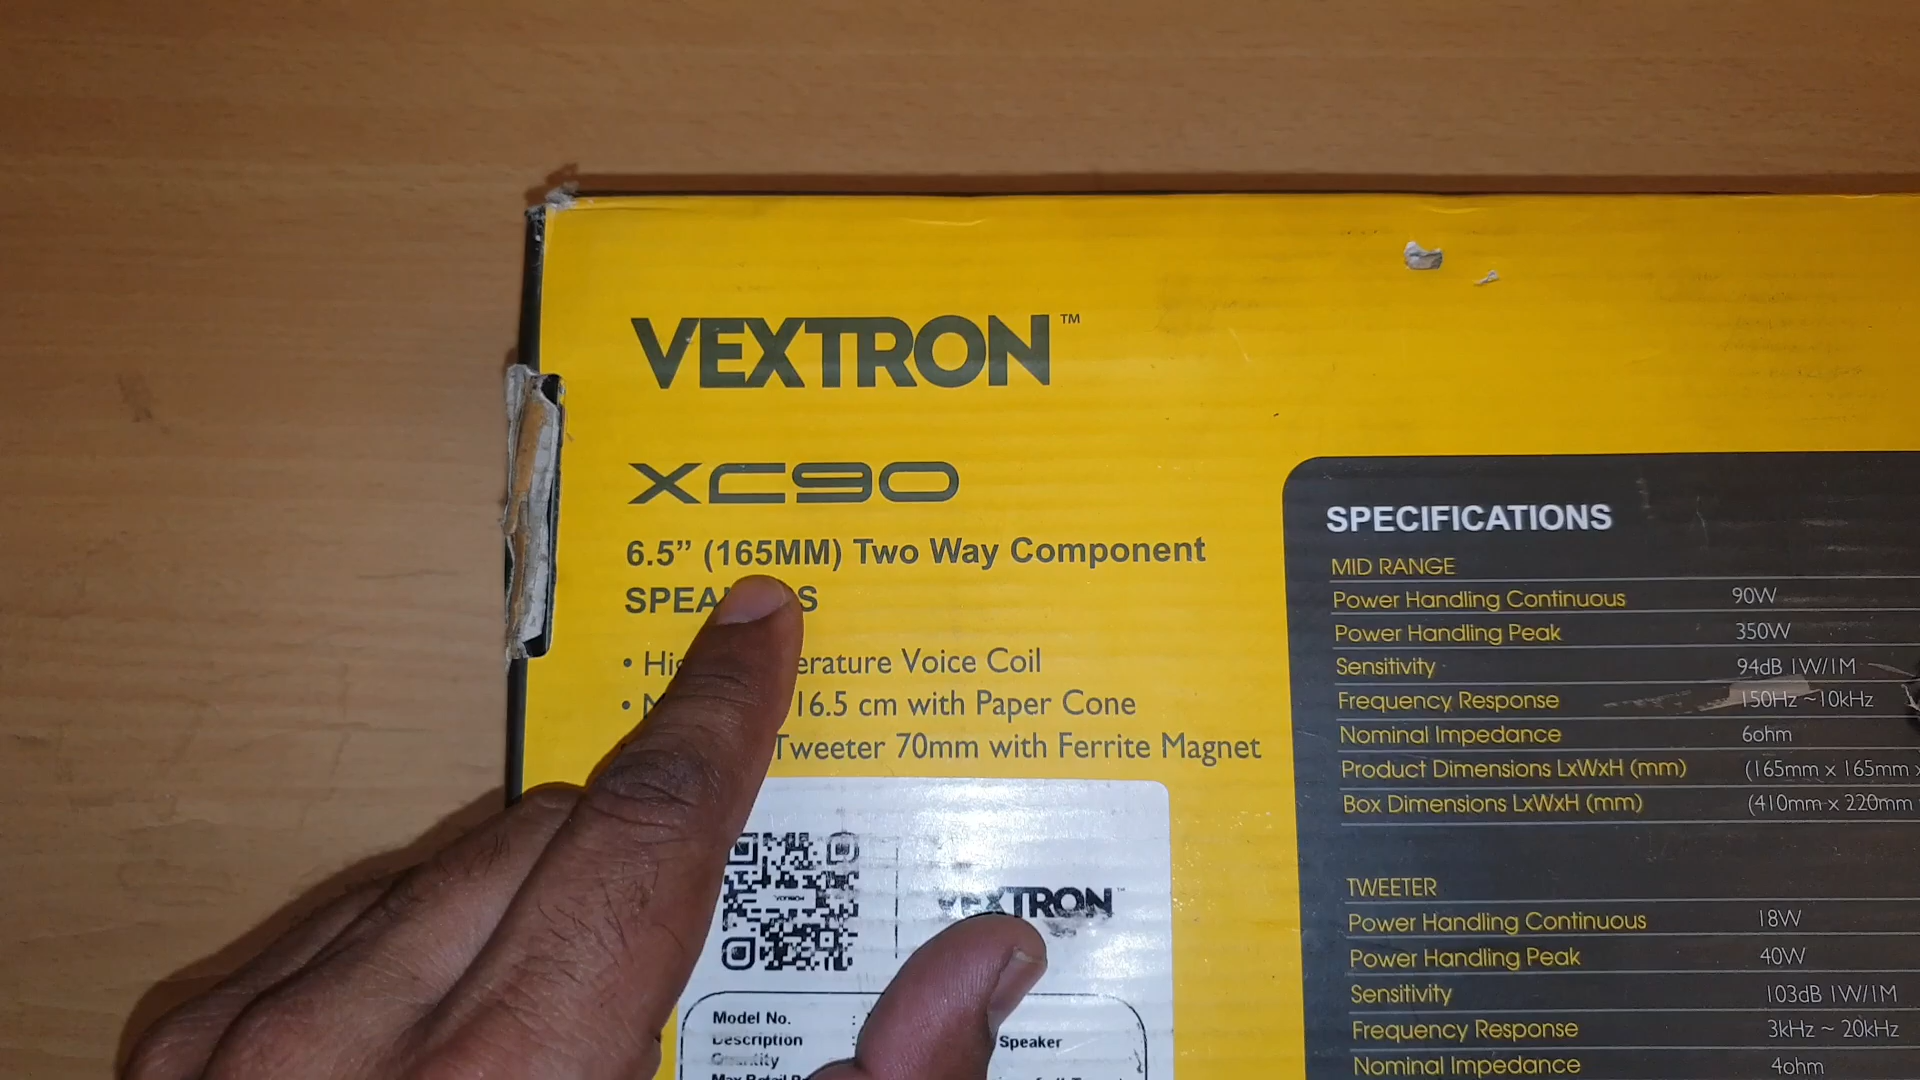 VEXTRON™
XC90
6.5” (165MM) Two Way Component
• erature Voice Coil
• 16.5 cm with Paper Cone
Tweeter 70mm with Ferrite Magnet
VEXTRON™
Model No. :
Description : Speaker
Quantity
SPECIFICATIONS
MID RANGE
Power Handling Continuous 90W
Power Handling Peak 350W
Sensitivity 94dB 1W/1M
Frequency Response 150Hz ~10kHz
Nominal Impedance 6ohm
Product Dimensions LxWxH (mm) (165mm x 165mm x
Box Dimensions LxWxH (mm) (410mm x 220mm
TWEETER
Power Handling Continuous 18W
Power Handling Peak 40W
Sensitivity 103dB 1W/1M
Frequency Response 3kHz ~ 20kHz
Nominal Impedance 4ohm